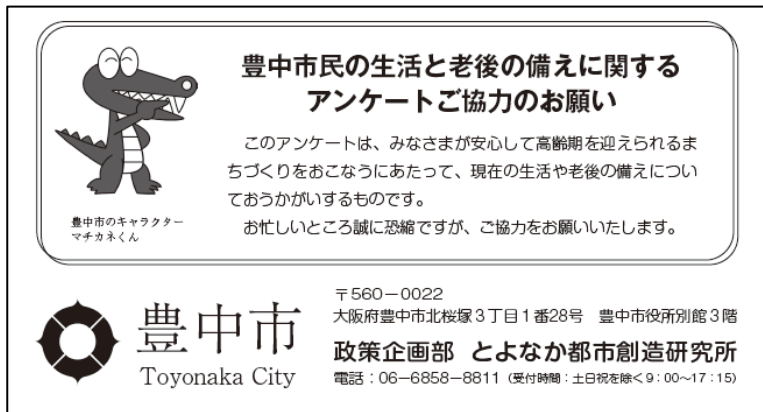 豊中市民の生活と老後の備えに関する
アンケートご協力のお願い
このアンケートは、みなさまが安心して高齢期を迎えられるま
ちづくりをおこなうにあたって、現在の生活や老後の備えについ
ておうかがいするものです。
お忙しいところ誠に恐縮ですが、ご協力をお願いいたします。
豊中市のキャラクター
マチカネくん
豊中市
Toyonaka City
〒560-0022
大阪府豊中市北桜塚3丁目1番28号 豊中市役所別館3階
政策企画部 とよなか都市創造研究所
電話:06-6858-8811 (受付時間:土日祝を除く9:00~17:15)